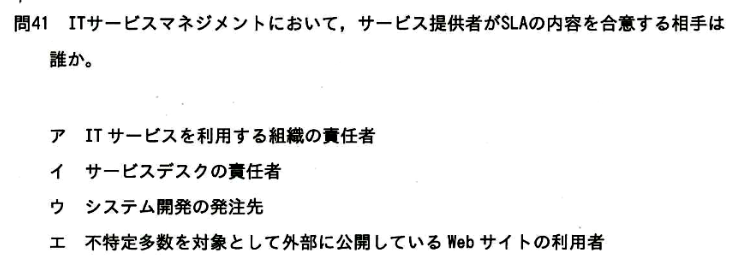 問41 ITサービスマネジメントにおいて，サービス提供者がSLAの内容を合意する相手は
誰か。
ア ITサービスを利用する組織の責任者
イ サービスデスクの責任者
ウ システム開発の発注先
エ 不特定多数を対象として外部に公開しているWebサイトの利用者